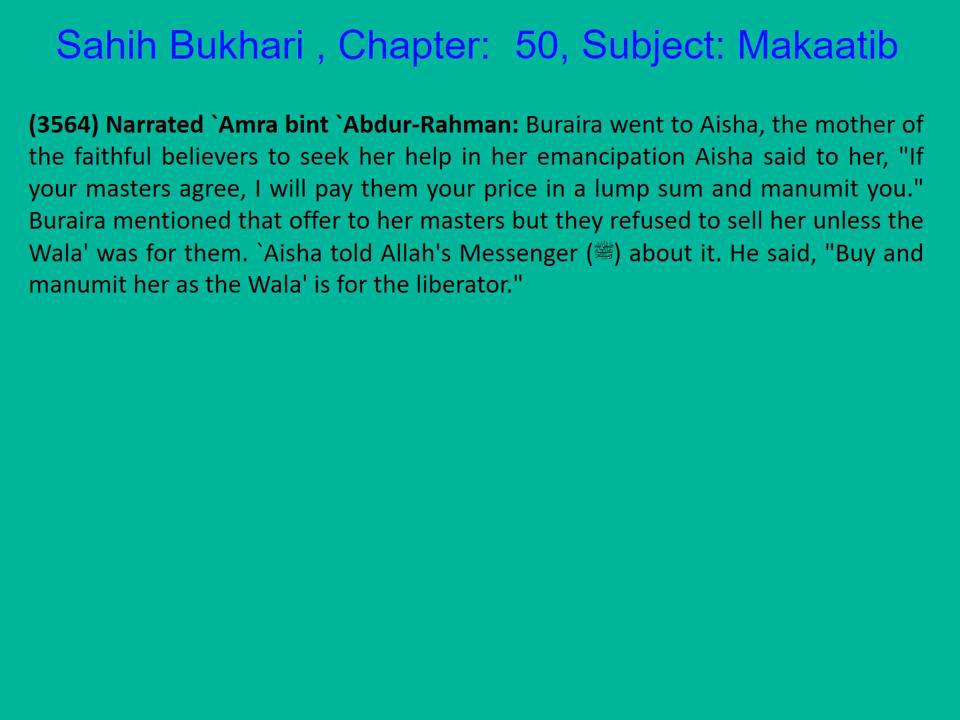 Sahih Bukhari , Chapter:  50, Subject: Makaatib
(3564) Narrated `Amra bint `Abdur-Rahman: Buraira went to Aisha, the mother of
the faithful believers to seek her help in her emancipation Aisha said to her, "If
your masters agree, I will pay them your price in a lump sum and manumit you."
Buraira mentioned that offer to her masters but they refused to sell her unless the
Wala' was for them. `Aisha told Allah's Messenger (ﷺ) about it. He said, "Buy and
manumit her as the Wala' is for the liberator."